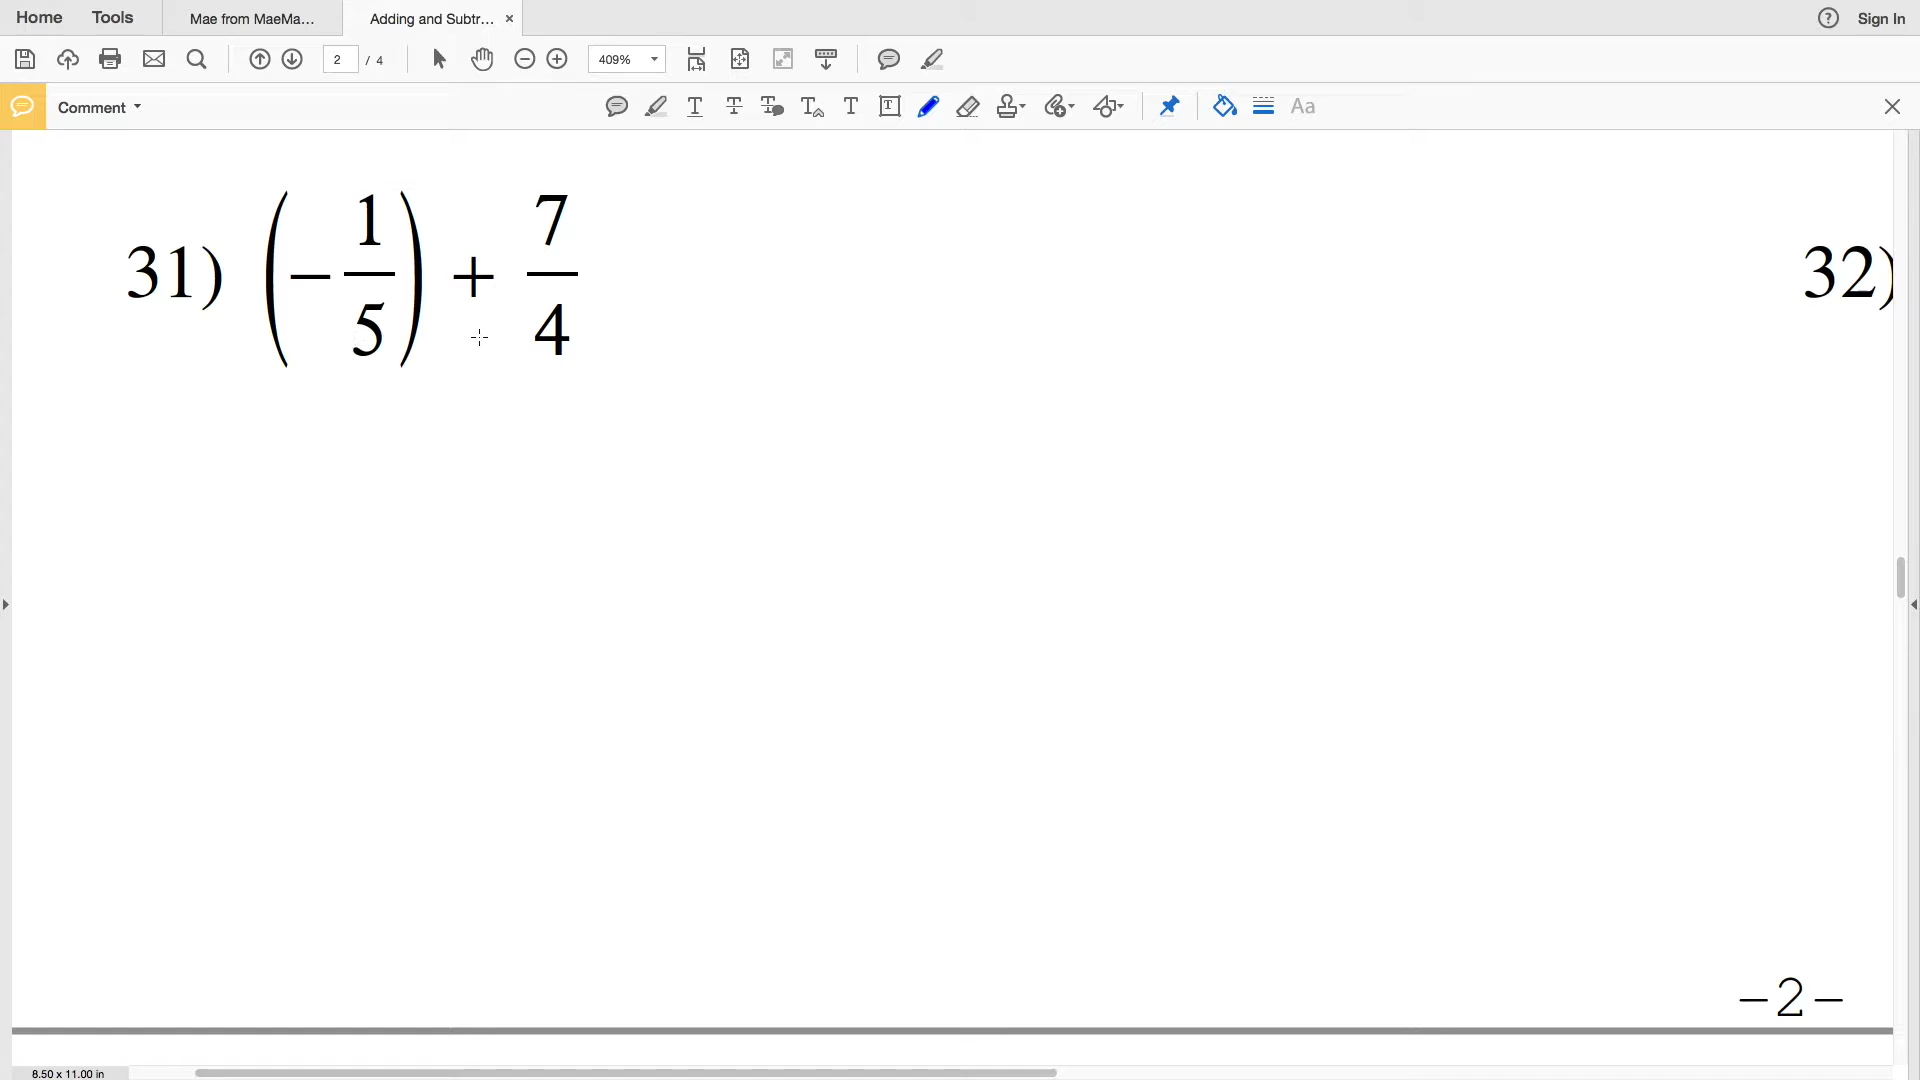 Home Tools Mae from MaeMa... Adding and Subtr... × ? Sign In
2 / 4 409%
Comment Aa
31) (-1/5) + 7/4
32)
-2-
8.50 x 11.00 in